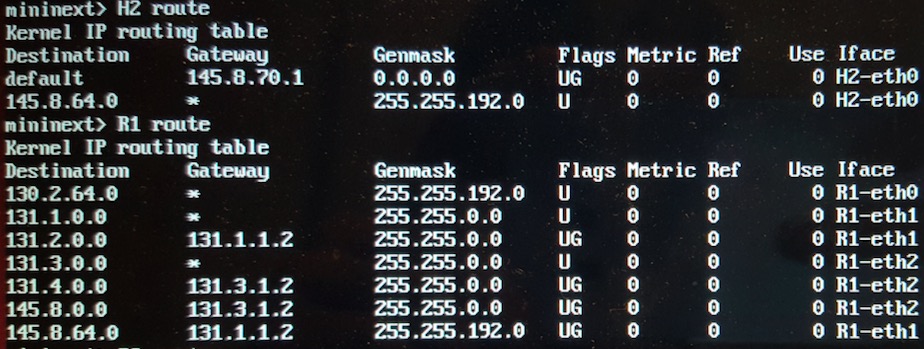 mininext> H2 route
Kernel IP routing table
Destination Gateway Genmask Flags Metric Ref Use Iface
default 145.8.70.1 0.0.0.0 UG 0 0 0 H2-eth0
145.8.64.0 * 255.255.192.0 U 0 0 0 H2-eth0
mininext> R1 route
Kernel IP routing table
Destination Gateway Genmask Flags Metric Ref Use Iface
130.2.64.0 * 255.255.192.0 U 0 0 0 R1-eth0
131.1.0.0 * 255.255.0.0 U 0 0 0 R1-eth1
131.2.0.0 131.1.1.2 255.255.0.0 UG 0 0 0 R1-eth1
131.3.0.0 * 255.255.0.0 U 0 0 0 R1-eth2
131.4.0.0 131.3.1.2 255.255.0.0 UG 0 0 0 R1-eth2
145.8.0.0 131.3.1.2 255.255.0.0 UG 0 0 0 R1-eth2
145.8.64.0 131.1.1.2 255.255.192.0 UG 0 0 0 R1-eth1